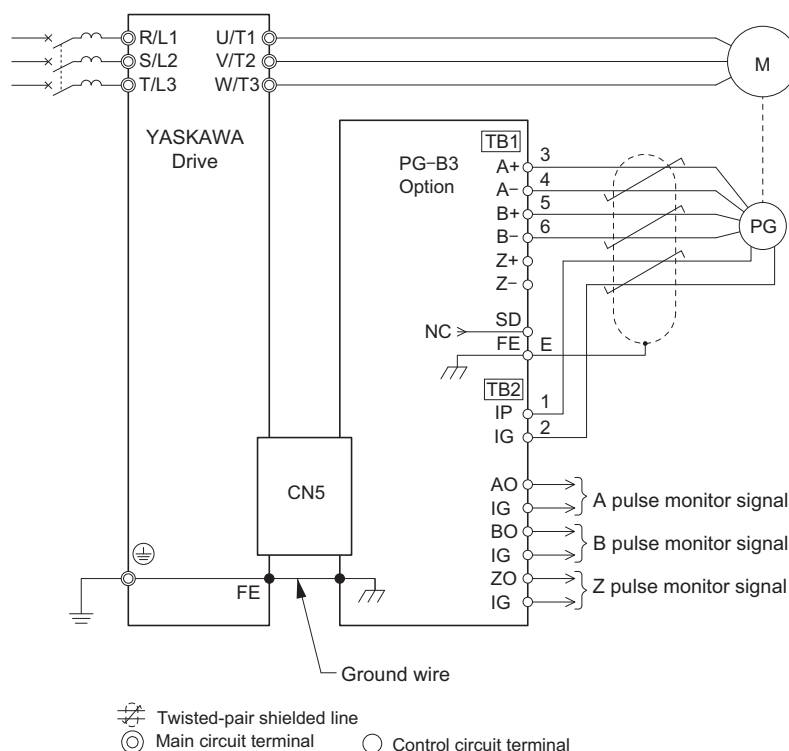 R/L1 U/T1
S/L2 V/T2
T/L3 W/T3
M
YASKAWA
Drive
PG−B3
Option
TB1
A+ 3
A− 4
B+ 5
B− 6
Z+
Z−
PG
NC SD
FE E
TB2
IP 1
IG 2
CN5
AO
IG
A pulse monitor signal
BO
IG
B pulse monitor signal
ZO
IG
Z pulse monitor signal
FE
Ground wire
Twisted-pair shielded line
Main circuit terminal
Control circuit terminal